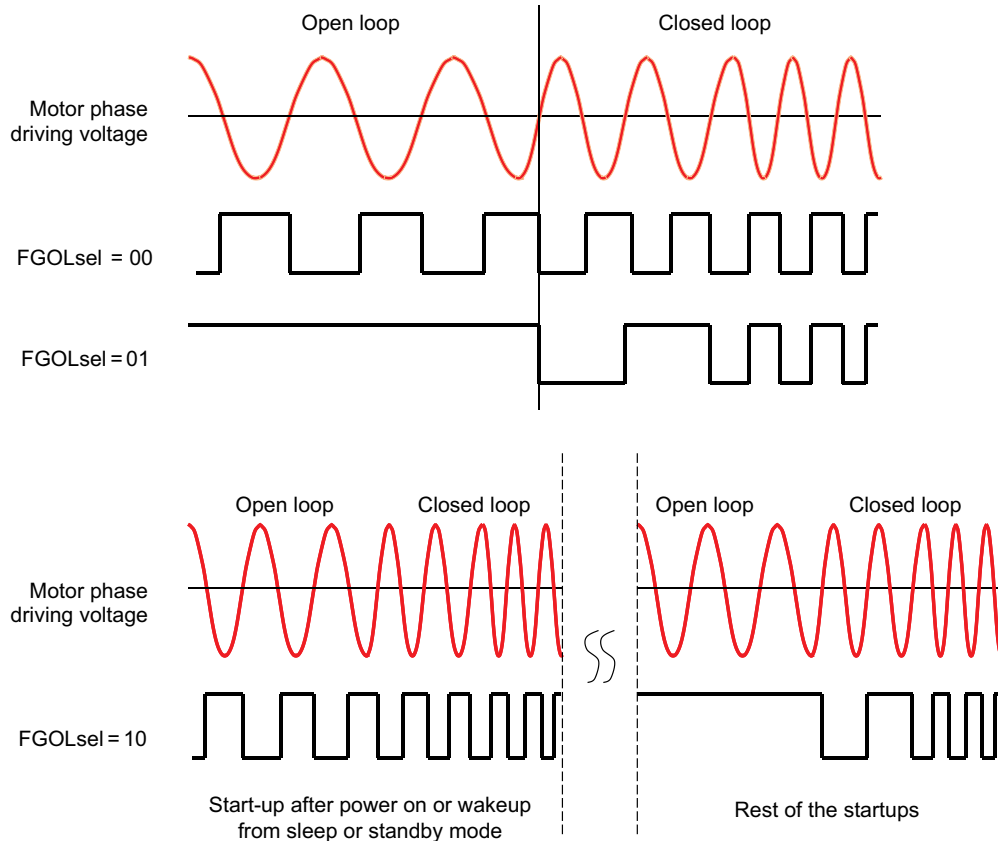 Open loop
Closed loop
Motor phase
driving voltage
FGOLsel = 00
FGOLsel = 01
Open loop
Closed loop
Open loop
Closed loop
Motor phase
driving voltage
FGOLsel = 10
Start-up after power on or wakeup
from sleep or standby mode
Rest of the startups